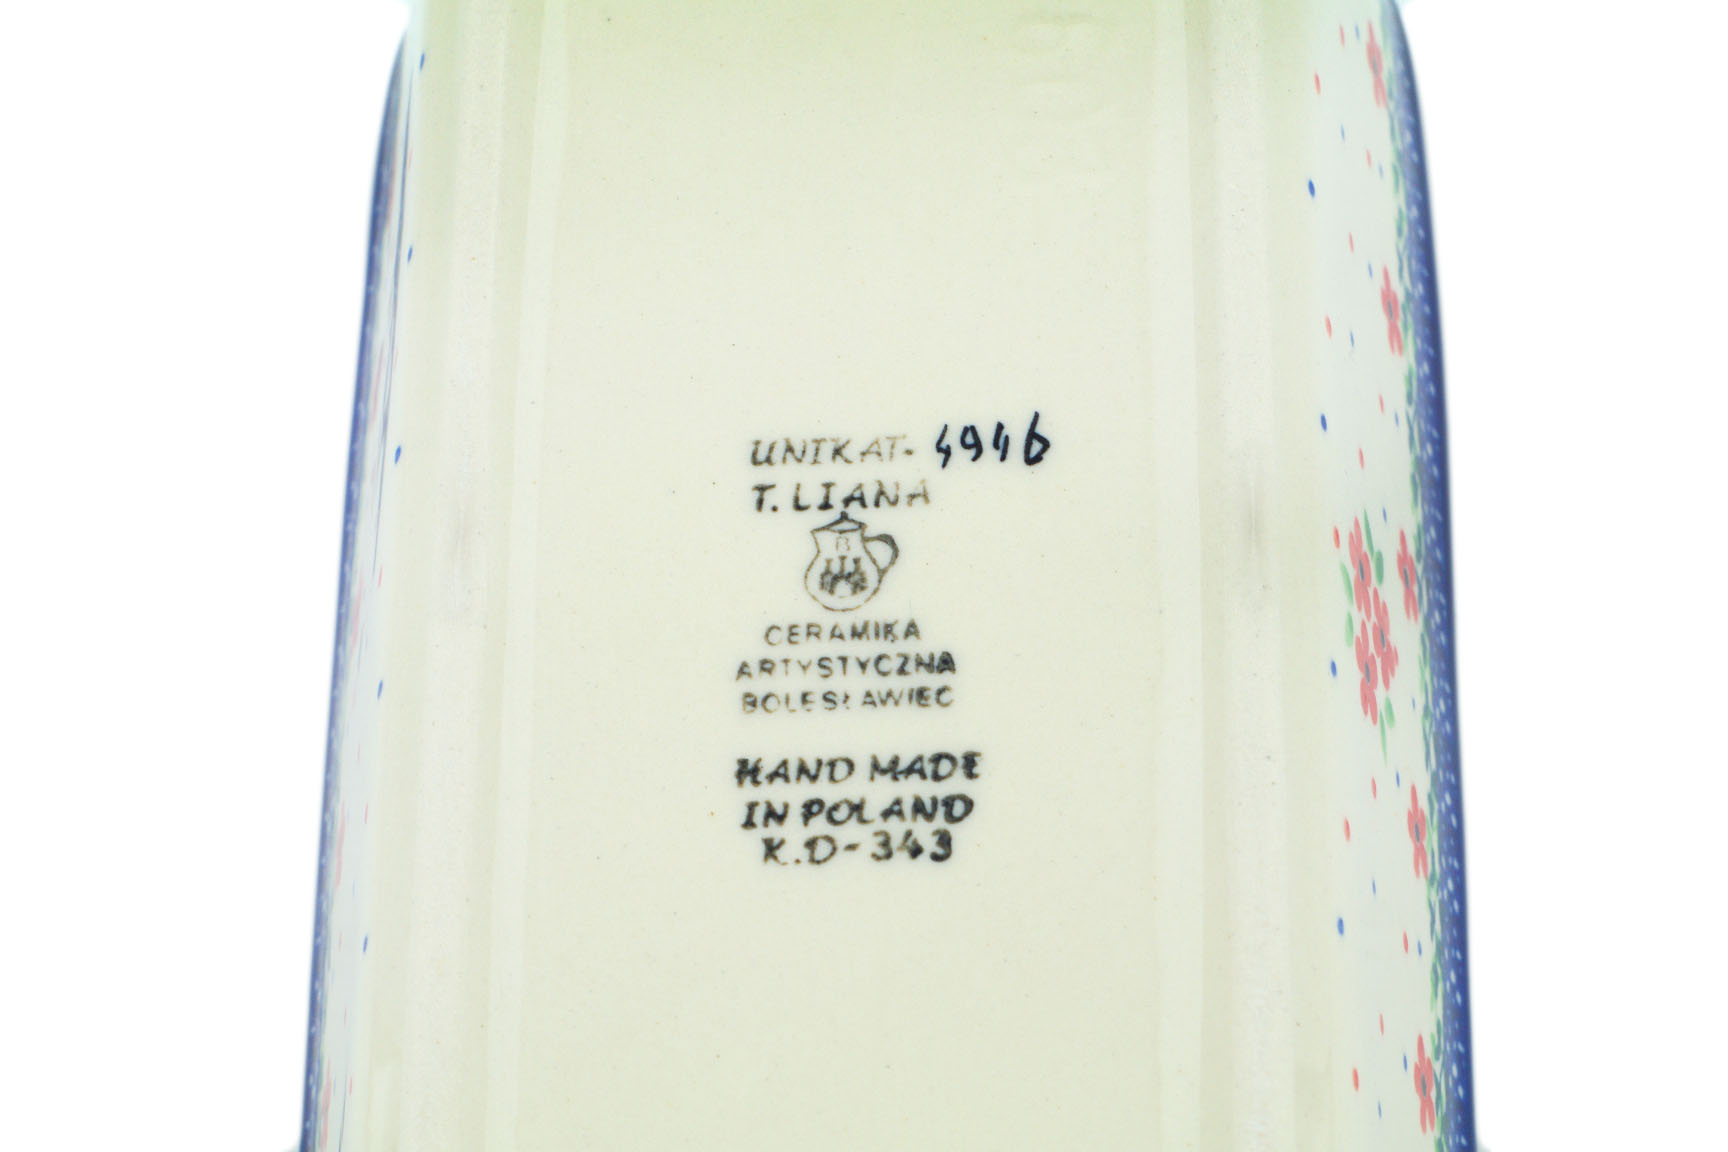 UNIKAT- 4946
T. LIANA
B
CERAMIKA
ARTYSTYCZNA
BOLESŁAWIEC
HAND MADE
IN POLAND
K.D-343